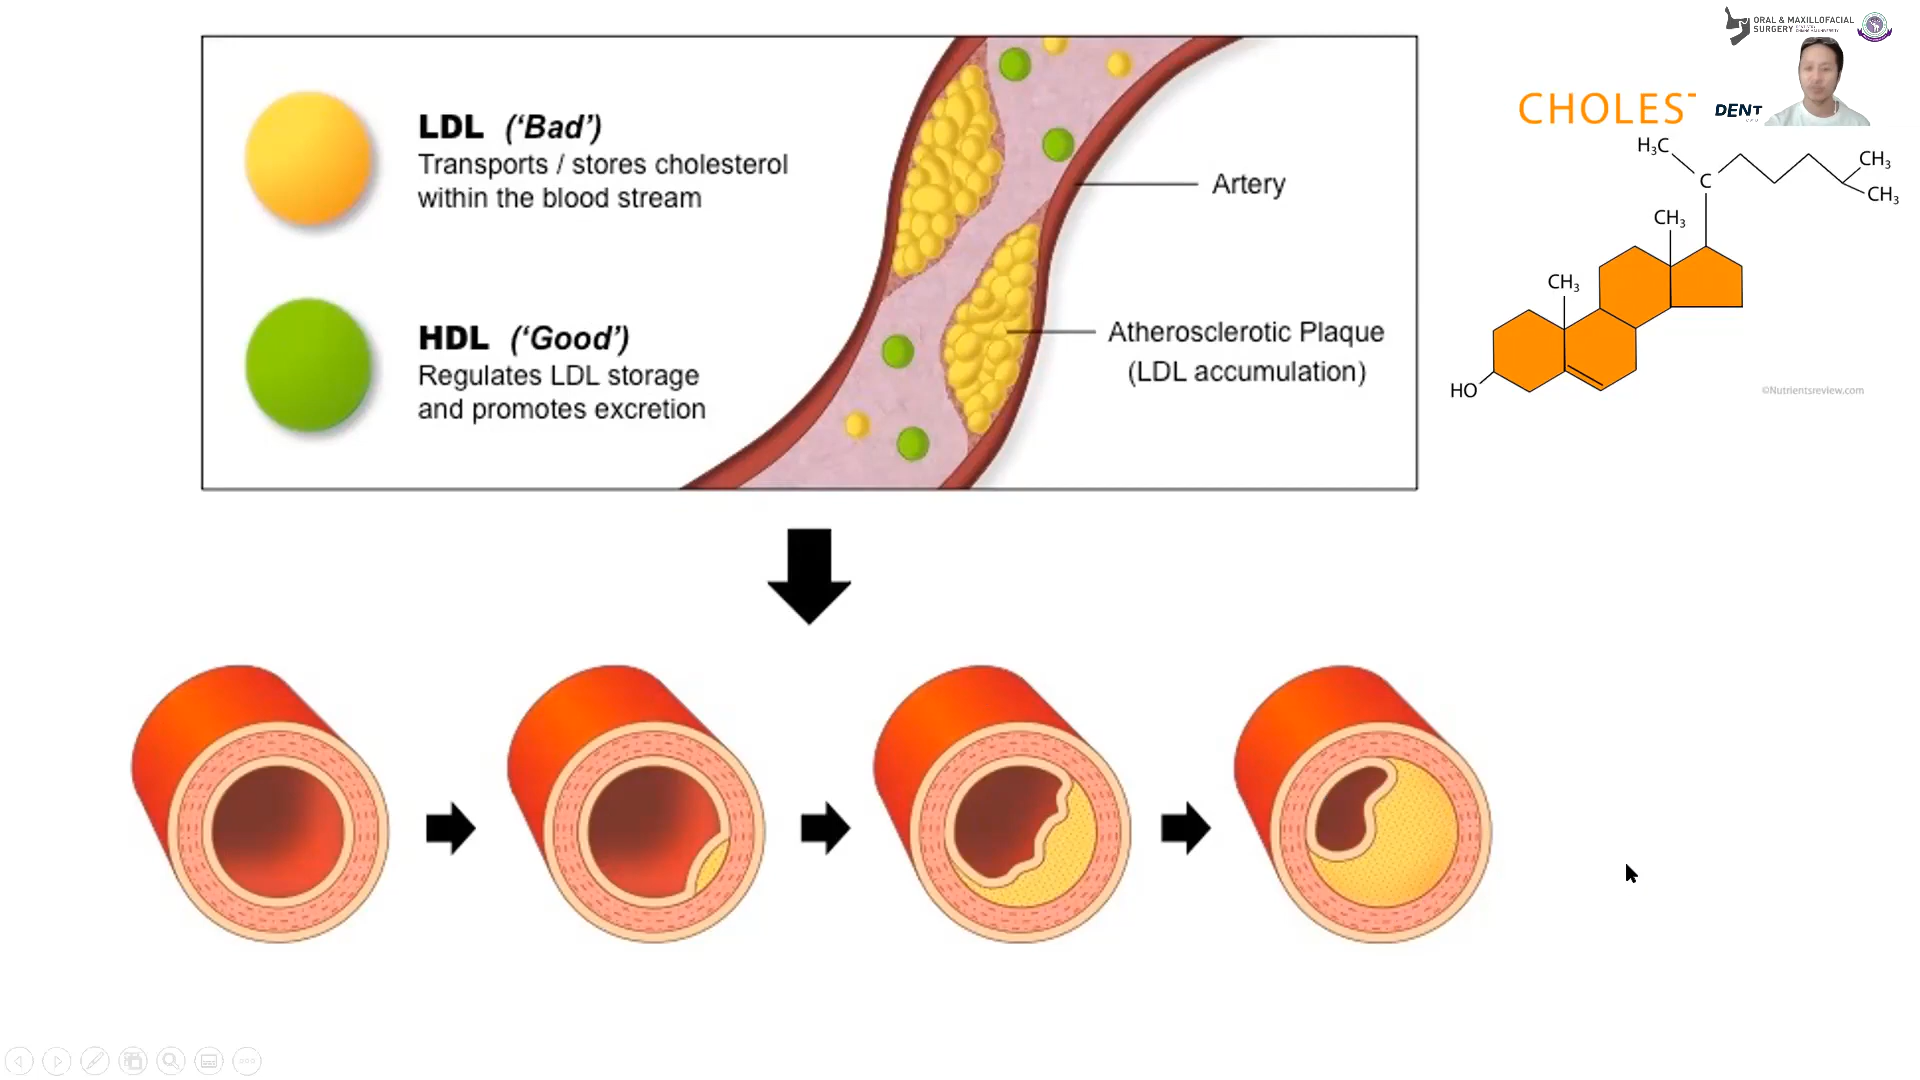 LDL ('Bad')
Transports / stores cholesterol
within the blood stream
HDL ('Good')
Regulates LDL storage
and promotes excretion
Artery
Atherosclerotic Plaque
(LDL accumulation)
ORAL & MAXILLOFACIAL
SURGERY
CHOLES
DENT
H₃C
CH₃
C
CH₃
CH₃
CH₃
HO
©Nutrientsreview.com